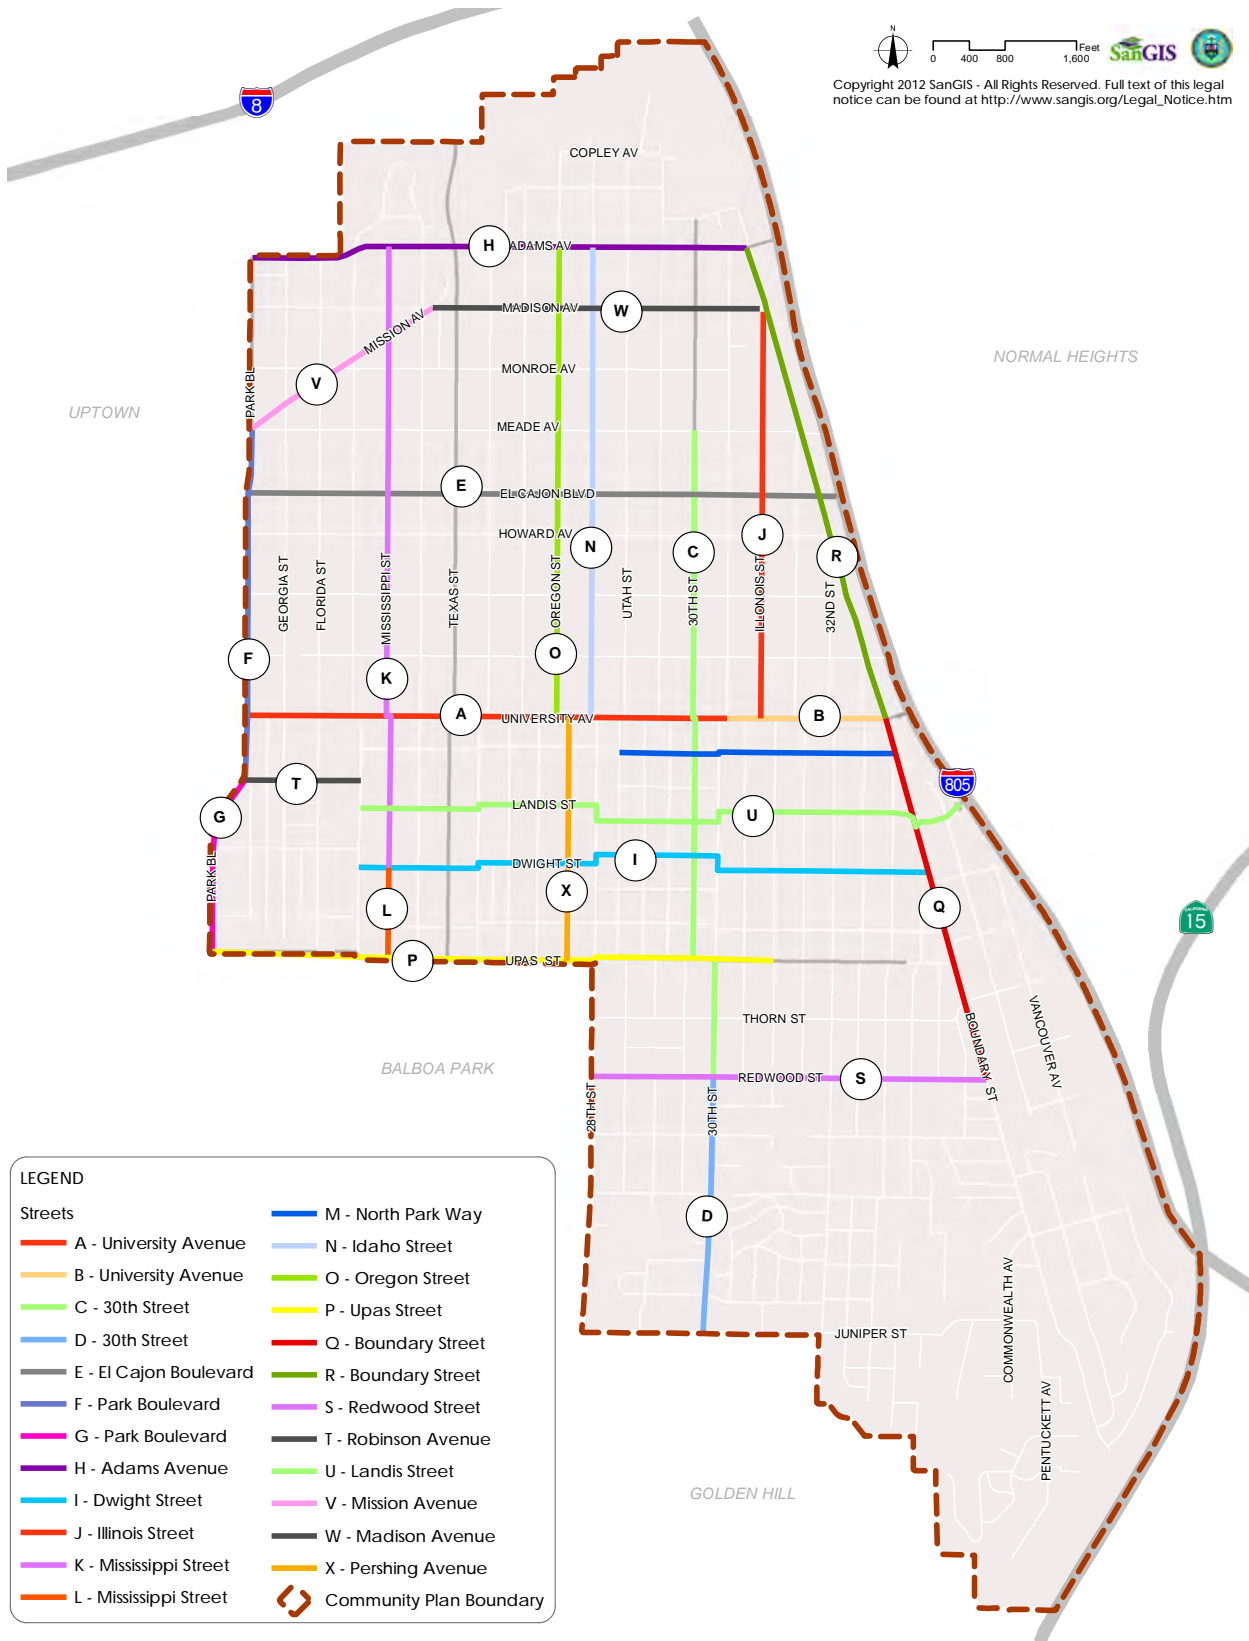 N
0 400 800 1,600
Feet
SanGIS
Copyright 2012 SanGIS - All Rights Reserved. Full text of this legal
notice can be found at http://www.sangis.org/Legal_Notice.htm
8
COPLEY AV
H
ADAMS AV
MADISON AV
W
MISSION AV
V
MONROE AV
NORMAL HEIGHTS
UPTOWN
PARK BL
MEADE AV
E
EL CAJON BLVD
HOWARD AV
N
C
J
R
GEORGIA ST
FLORIDA ST
MISSISSIPPI ST
TEXAS ST
OREGON ST
UTAH ST
30TH ST
ILLONOIS ST
32ND ST
F
O
K
A
UNIVERSITY AV
B
T
805
G
LANDIS ST
U
DWIGHT ST
I
PARK BL
X
L
Q
CALIFORNIA
15
P
UPAS ST
THORN ST
BOUNDARY ST
VANCOUVER AV
BALBOA PARK
REDWOOD ST
S
28TH ST
30TH ST
D
COMMONWEALTH AV
JUNIPER ST
PENTUCKETT AV
GOLDEN HILL
LEGEND
Streets
A - University Avenue
B - University Avenue
C - 30th Street
D - 30th Street
E - El Cajon Boulevard
F - Park Boulevard
G - Park Boulevard
H - Adams Avenue
I - Dwight Street
J - Illinois Street
K - Mississippi Street
L - Mississippi Street
M - North Park Way
N - Idaho Street
O - Oregon Street
P - Upas Street
Q - Boundary Street
R - Boundary Street
S - Redwood Street
T - Robinson Avenue
U - Landis Street
V - Mission Avenue
W - Madison Avenue
X - Pershing Avenue
Community Plan Boundary